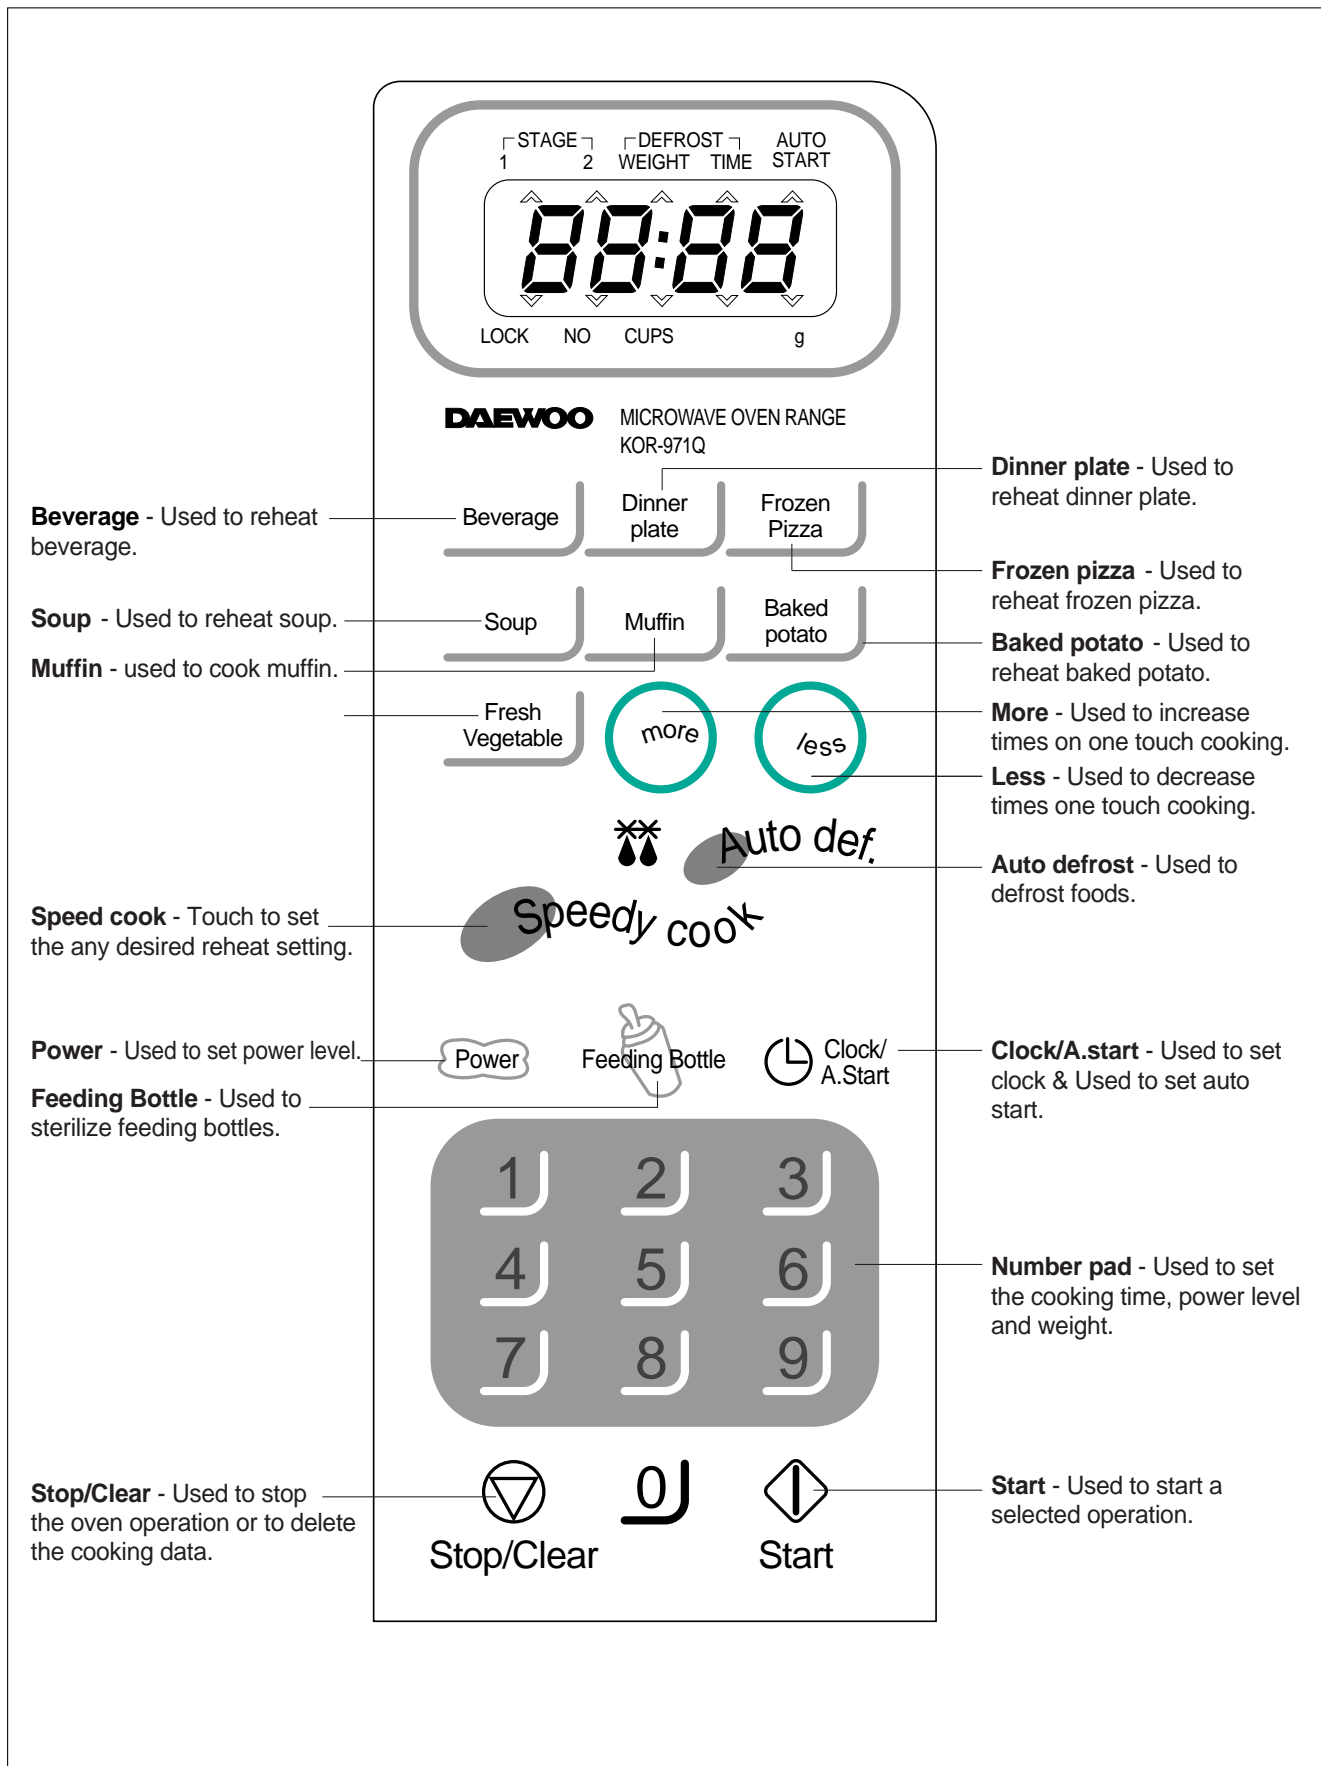 STAGE DEFROST AUTO
1 2 WEIGHT TIME START
88:88
LOCK NO CUPS g
DAEWOO MICROWAVE OVEN RANGE
KOR-971Q
Beverage - Used to reheat
beverage.
Soup - Used to reheat soup.
Muffin - used to cook muffin.
Speed cook - Touch to set
the any desired reheat setting.
Power - Used to set power level.
Feeding Bottle - Used to
sterilize feeding bottles.
Stop/Clear - Used to stop
the oven operation or to delete
the cooking data.
Beverage
Dinner
plate
Frozen
Pizza
Soup
Muffin
Baked
potato
Fresh
Vegetable
more
less
Auto def.
Speedy cook
Power
Feeding Bottle
Clock/
A.Start
1 2 3
4 5 6
7 8 9
0
Stop/Clear
Start
Dinner plate - Used to
reheat dinner plate.
Frozen pizza - Used to
reheat frozen pizza.
Baked potato - Used to
reheat baked potato.
More - Used to increase
times on one touch cooking.
Less - Used to decrease
times one touch cooking.
Auto defrost - Used to
defrost foods.
Clock/A.start - Used to set
clock & Used to set auto
start.
Number pad - Used to set
the cooking time, power level
and weight.
Start - Used to start a
selected operation.